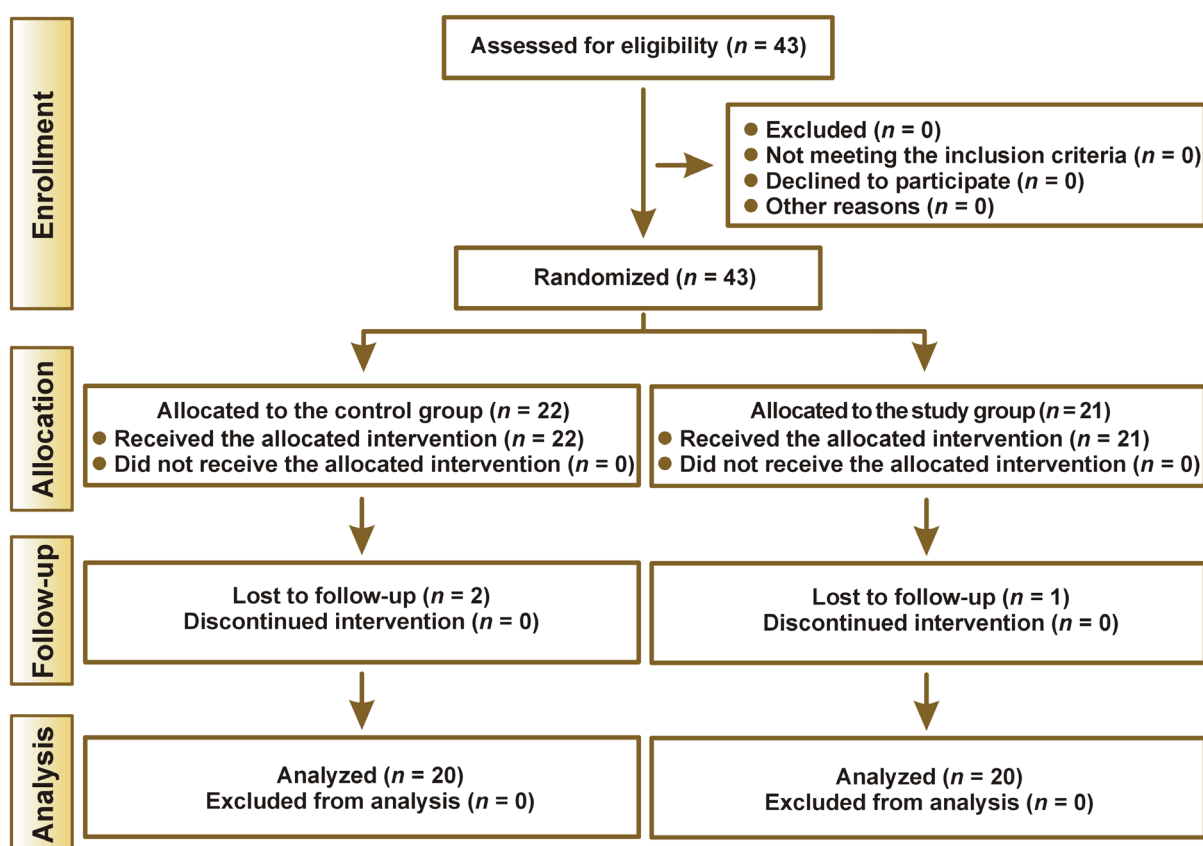 Enrollment
Assessed for eligibility (n = 43)
● Excluded (n = 0)
● Not meeting the inclusion criteria (n = 0)
● Declined to participate (n = 0)
● Other reasons (n = 0)
Randomized (n = 43)
Allocation
Allocated to the control group (n = 22)
● Received the allocated intervention (n = 22)
● Did not receive the allocated intervention (n = 0)
Allocated to the study group (n = 21)
● Received the allocated intervention (n = 21)
● Did not receive the allocated intervention (n = 0)
Follow-up
Lost to follow-up (n = 2)
Discontinued intervention (n = 0)
Lost to follow-up (n = 1)
Discontinued intervention (n = 0)
Analysis
Analyzed (n = 20)
Excluded from analysis (n = 0)
Analyzed (n = 20)
Excluded from analysis (n = 0)